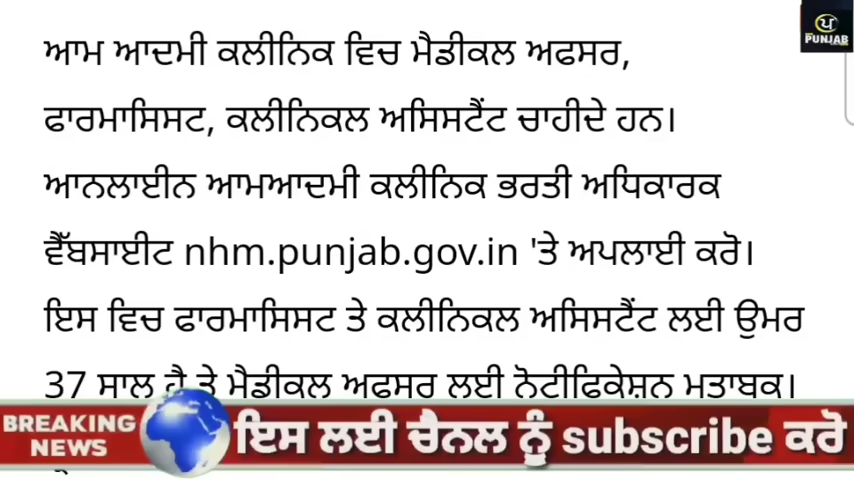 ਪੰ
PUNJAB
ਆਮ ਆਦਮੀ ਕਲੀਨਿਕ ਵਿਚ ਮੈਡੀਕਲ ਅਫਸਰ,
ਫਾਰਮਾਸਿਸਟ, ਕਲੀਨਿਕਲ ਅਸਿਸਟੈਂਟ ਚਾਹੀਦੇ ਹਨ।
ਆਨਲਾਈਨ ਆਮਆਦਮੀ ਕਲੀਨਿਕ ਭਰਤੀ ਅਧਿਕਾਰਕ
ਵੈੱਬਸਾਈਟ nhm.punjab.gov.in 'ਤੇ ਅਪਲਾਈ ਕਰੋ।
ਇਸ ਵਿਚ ਫਾਰਮਾਸਿਸਟ ਤੇ ਕਲੀਨਿਕਲ ਅਸਿਸਟੈਂਟ ਲਈ ਉਮਰ
37 ਸਾਲ ਹੈ ਤੇ ਮੈਡੀਕਲ ਅਫਸਰ ਲਈ ਨੋਟੀਫਿਕੇਸ਼ਨ ਮਤਾਬਕ।
BREAKING NEWS
ਇਸ ਲਈ ਚੈਨਲ ਨੂੰ subscribe ਕਰੋ